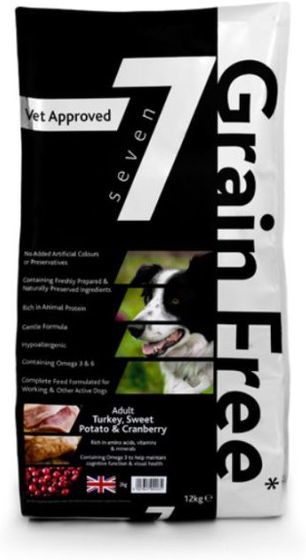 Vet Approved
7
seven
Grain Free*
No Added Artificial Colours
or Preservatives
Containing Freshly Prepared &
Naturally Preserved Ingredients
Rich in Animal Protein
Gentle Formula
Hypoallergenic
Containing Omega 3 & 6
Complete Feed Formulated for
Working & Other Active Dogs
Adult
Turkey, Sweet
Potato & Cranberry
Rich in amino acids, vitamins
& minerals
Containing Omega 3 to help maintain
cognitive function & visual health
12kg e